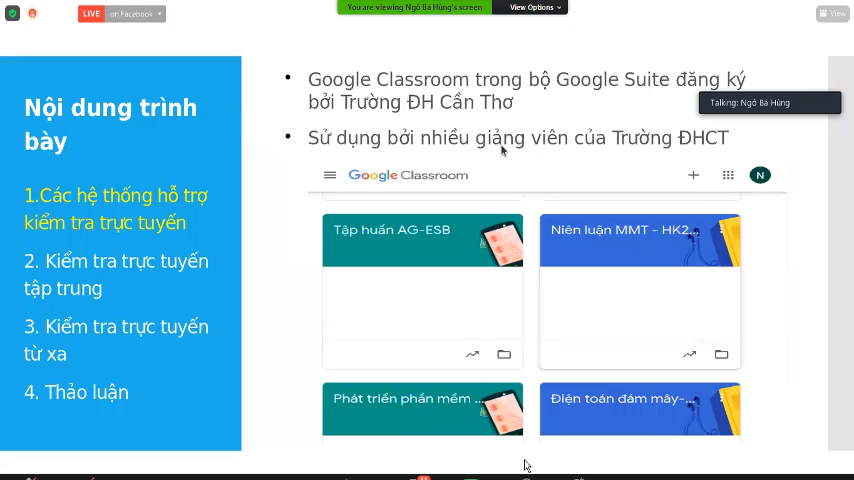 You are viewing Ngô Bá Hùng's screen
View Options
LIVE on Facebook
View
Nội dung trình
bày
1.Các hệ thống hỗ trợ
kiểm tra trực tuyến
2. Kiểm tra trực tuyến
tập trung
3. Kiểm tra trực tuyến
từ xa
4. Thảo luận
• Google Classroom trong bộ Google Suite đăng ký
bởi Trường ĐH Cần Thơ
Talking: Ngô Bá Hùng
• Sử dụng bởi nhiều giảng viên của Trường ĐHCT
Google Classroom
N
Tập huấn AG-ESB
Niên luận MMT - HK2...
Phát triển phần mềm ...
Điện toán đám mây-...